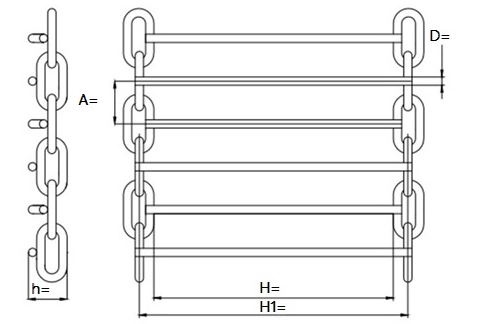 D=
A=
h=
H=
H1=